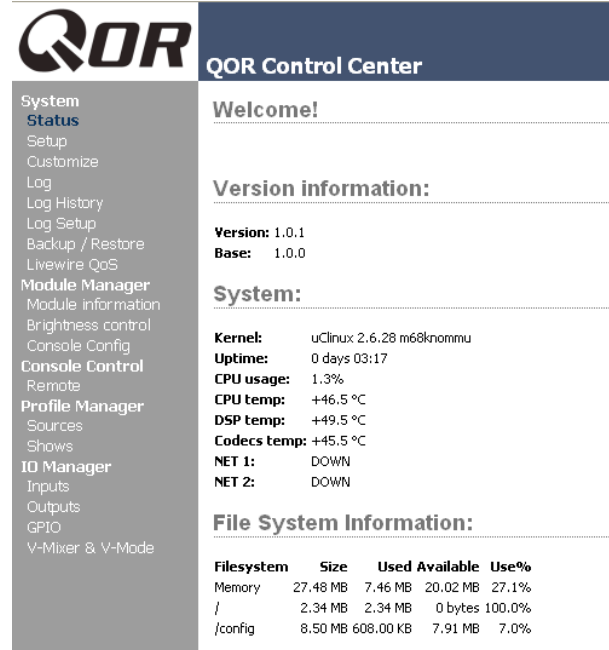 QOR
QOR Control Center
System
Status
Setup
Customize
Log
Log History
Log Setup
Backup / Restore
Livewire QoS
Module Manager
Module information
Brightness control
Console Config
Console Control
Remote
Profile Manager
Sources
Shows
IO Manager
Inputs
Outputs
GPIO
V-Mixer & V-Mode
Welcome!
Version information:
Version: 1.0.1
Base: 1.0.0
System:
Kernel: uClinux 2.6.28 m68knommu
Uptime: 0 days 03:17
CPU usage: 1.3%
CPU temp: +46.5 °C
DSP temp: +49.5 °C
Codecs temp: +45.5 °C
NET 1: DOWN
NET 2: DOWN
File System Information:
Filesystem Size Used Available Use%
Memory 27.48 MB 7.46 MB 20.02 MB 27.1%
/ 2.34 MB 2.34 MB 0 bytes 100.0%
/config 8.50 MB 608.00 KB 7.91 MB 7.0%